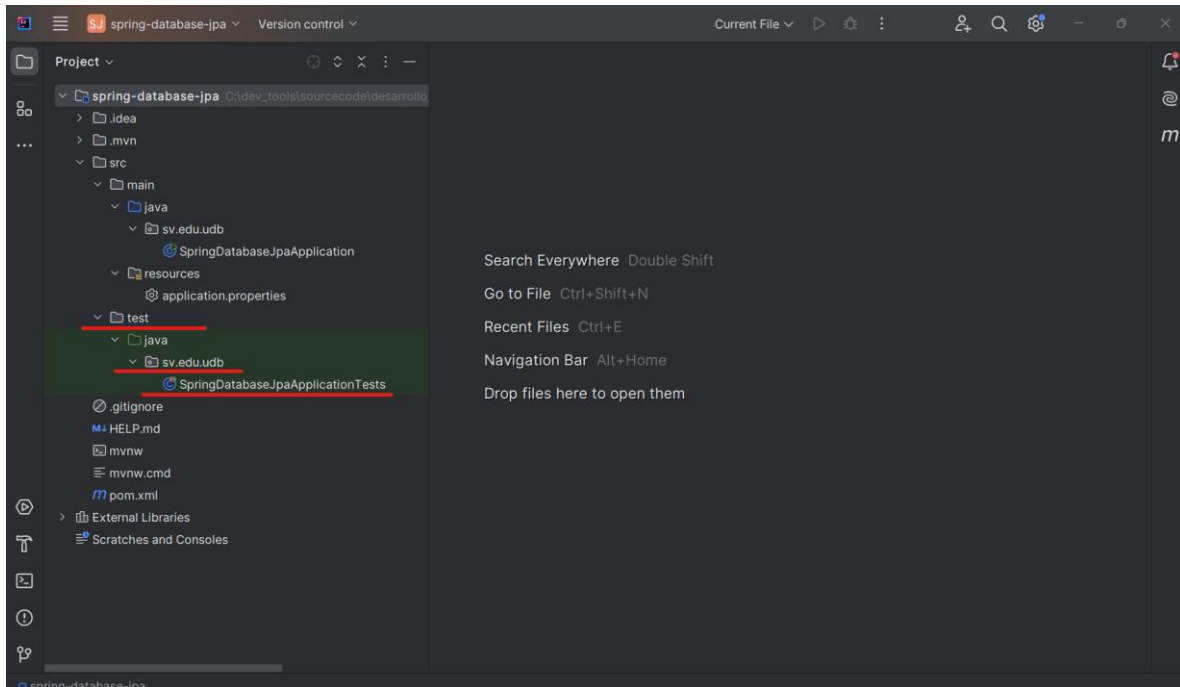 SJ spring-database-jpa Version control Current File
Project
spring-database-jpa C:\dev_tools\sourcecode\desarrollo
.idea
.mvn
src
main
java
sv.edu.udb
SpringDatabaseJpaApplication
resources
application.properties
test
java
sv.edu.udb
SpringDatabaseJpaApplicationTests
.gitignore
M↓ HELP.md
mvnw
mvnw.cmd
m pom.xml
External Libraries
Scratches and Consoles
Search Everywhere Double Shift
Go to File Ctrl+Shift+N
Recent Files Ctrl+E
Navigation Bar Alt+Home
Drop files here to open them
m
spring-database-jpa